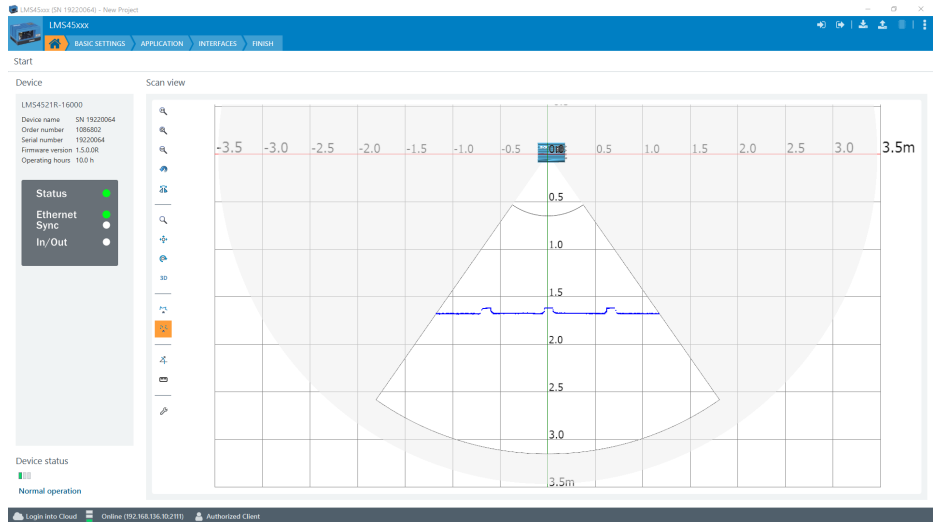 LMS45xxx (SN 19220064) - New Project
LMS45xxx
BASIC SETTINGS
APPLICATION
INTERFACES
FINISH
Start
Device
Scan view
LMS4521R-16000
Device name SN 19220064
Order number 1086802
Serial number 19220064
Firmware version 1.5.0.0R
Operating hours 10.0 h
Status
Ethernet
Sync
In/Out
3D
-3.5 -3.0 -2.5 -2.0 -1.5 -1.0 -0.5 0.0 0.5 1.0 1.5 2.0 2.5 3.0 3.5m
0.5
1.0
1.5
2.0
2.5
3.0
3.5m
Device status
Normal operation
Login into Cloud Online (192.168.136.10:2111) Authorized Client